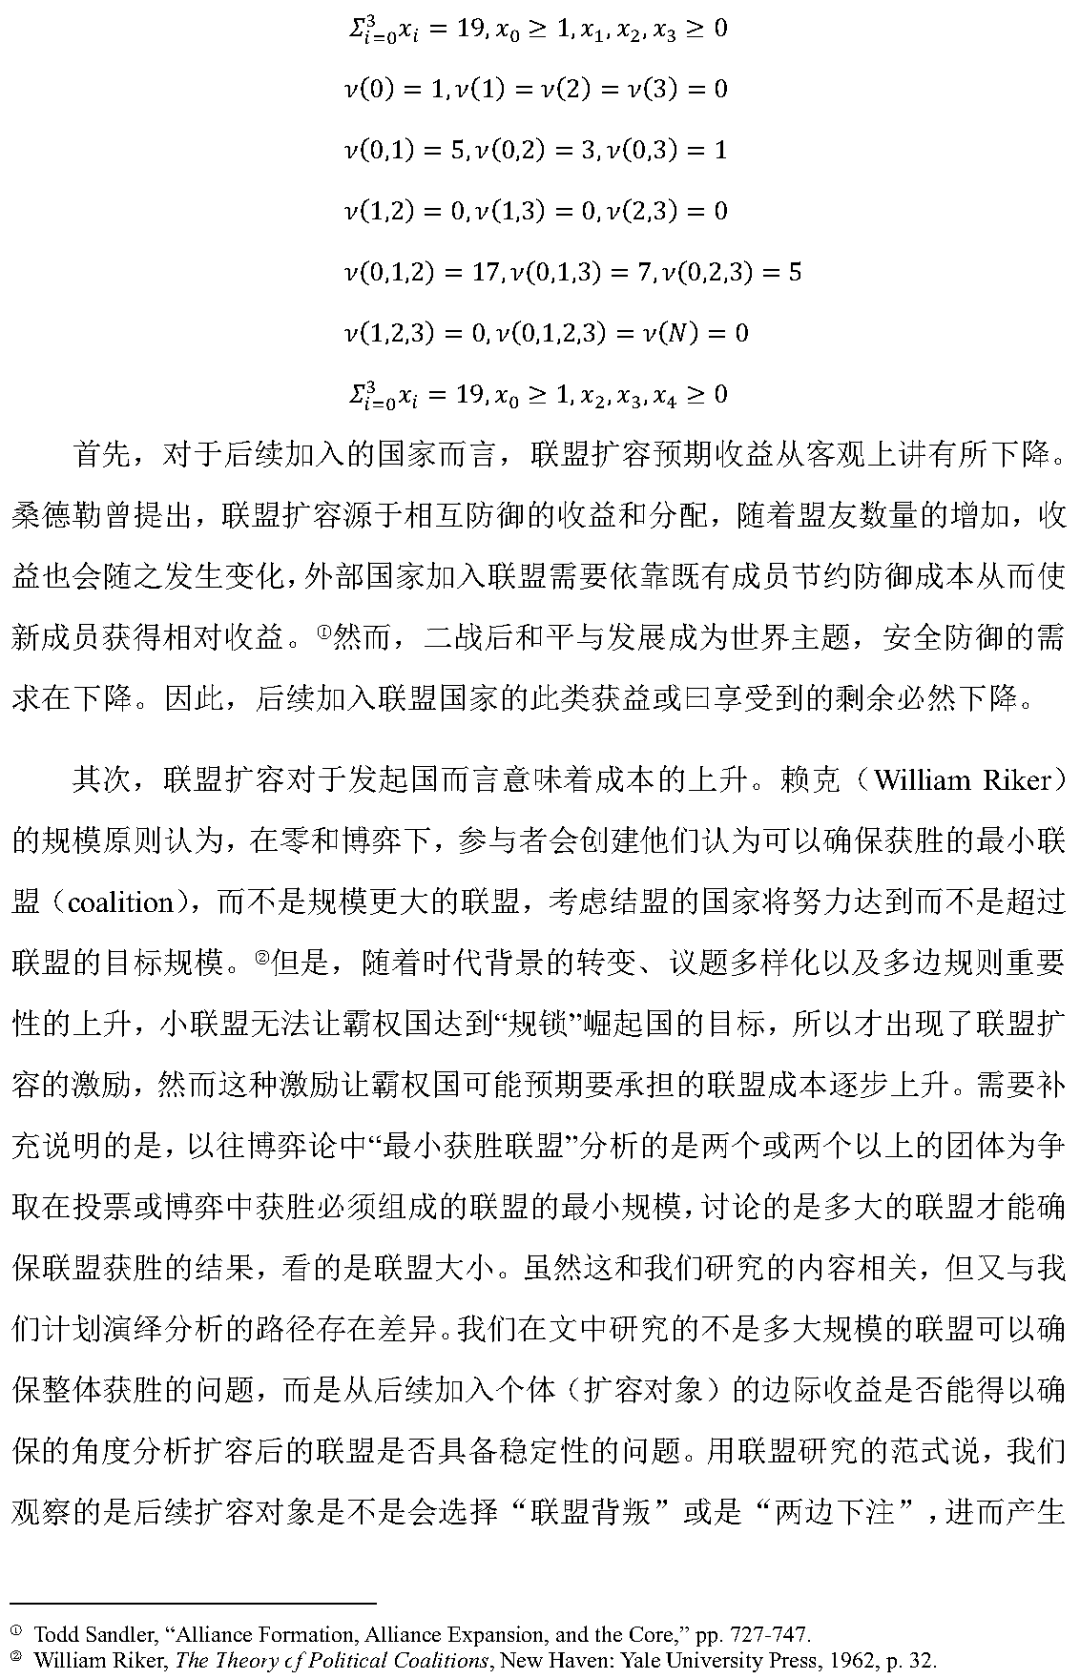 Σ³ᵢ₌₀xᵢ = 19, x₀ ≥ 1, x₁, x₂, x₃ ≥ 0
ν(0) = 1, ν(1) = ν(2) = ν(3) = 0
ν(0,1) = 5, ν(0,2) = 3, ν(0,3) = 1
ν(1,2) = 0, ν(1,3) = 0, ν(2,3) = 0
ν(0,1,2) = 17, ν(0,1,3) = 7, ν(0,2,3) = 5
ν(1,2,3) = 0, ν(0,1,2,3) = ν(N) = 0
Σ³ᵢ₌₀xᵢ = 19, x₀ ≥ 1, x₂, x₃, x₄ ≥ 0
首先，对于后续加入的国家而言，联盟扩容预期收益从客观上讲有所下降。
桑德勒曾提出，联盟扩容源于相互防御的收益和分配，随着盟友数量的增加，收
益也会随之发生变化，外部国家加入联盟需要依靠既有成员节约防御成本从而使
新成员获得相对收益。①然而，二战后和平与发展成为世界主题，安全防御的需
求在下降。因此，后续加入联盟国家的此类获益或曰享受到的剩余必然下降。
其次，联盟扩容对于发起国而言意味着成本的上升。赖克（William Riker）
的规模原则认为，在零和博弈下，参与者会创建他们认为可以确保获胜的最小联
盟（coalition），而不是规模更大的联盟，考虑结盟的国家将努力达到而不是超过
联盟的目标规模。②但是，随着时代背景的转变、议题多样化以及多边规则重要
性的上升，小联盟无法让霸权国达到“规锁”崛起国的目标，所以才出现了联盟扩
容的激励，然而这种激励让霸权国可能预期要承担的联盟成本逐步上升。需要补
充说明的是，以往博弈论中“最小获胜联盟”分析的是两个或两个以上的团体为争
取在投票或博弈中获胜必须组成的联盟的最小规模，讨论的是多大的联盟才能确
保联盟获胜的结果，看的是联盟大小。虽然这和我们研究的内容相关，但又与我
们计划演绎分析的路径存在差异。我们在文中研究的不是多大规模的联盟可以确
保整体获胜的问题，而是从后续加入个体（扩容对象）的边际收益是否能得以确
保的角度分析扩容后的联盟是否具备稳定性的问题。用联盟研究的范式说，我们
观察的是后续扩容对象是不是会选择“联盟背叛”或是“两边下注”，进而产生
① Todd Sandler, “Alliance Formation, Alliance Expansion, and the Core,” pp. 727-747.
② William Riker, The Theory of Political Coalitions, New Haven: Yale University Press, 1962, p. 32.